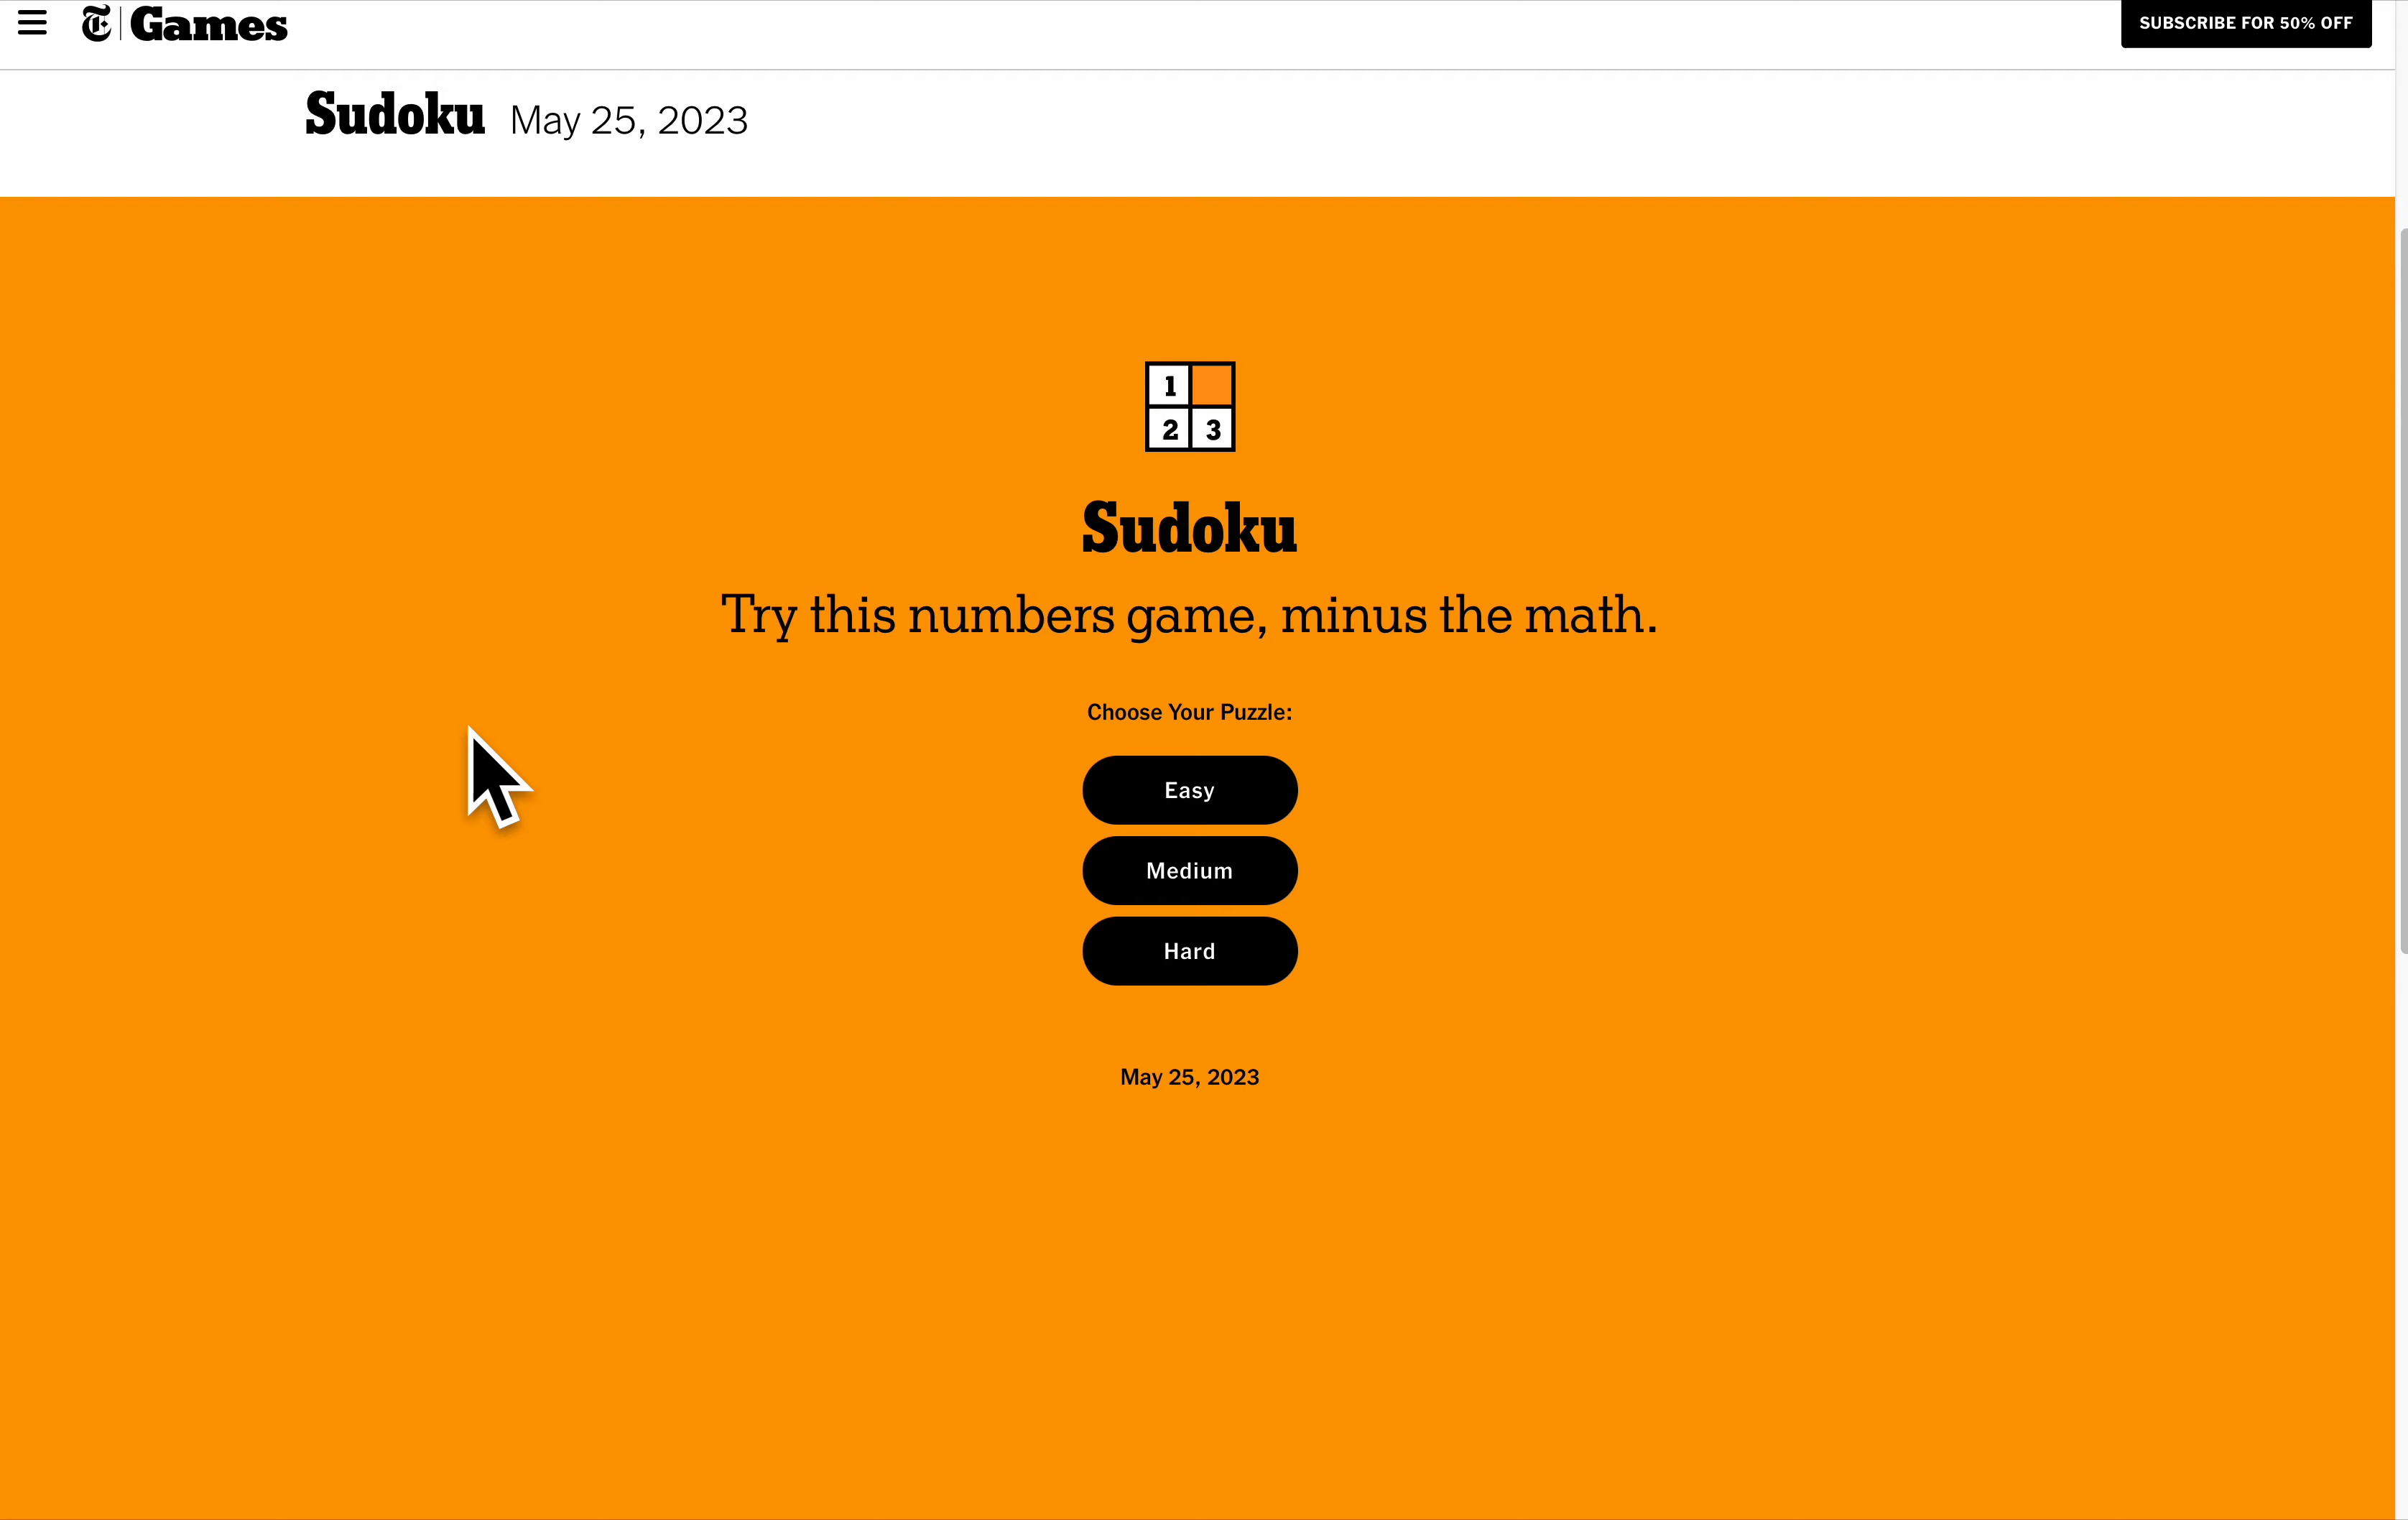 T Games
SUBSCRIBE FOR 50% OFF
Sudoku May 25, 2023
1
2 3
Sudoku
Try this numbers game, minus the math.
Choose Your Puzzle:
Easy
Medium
Hard
May 25, 2023